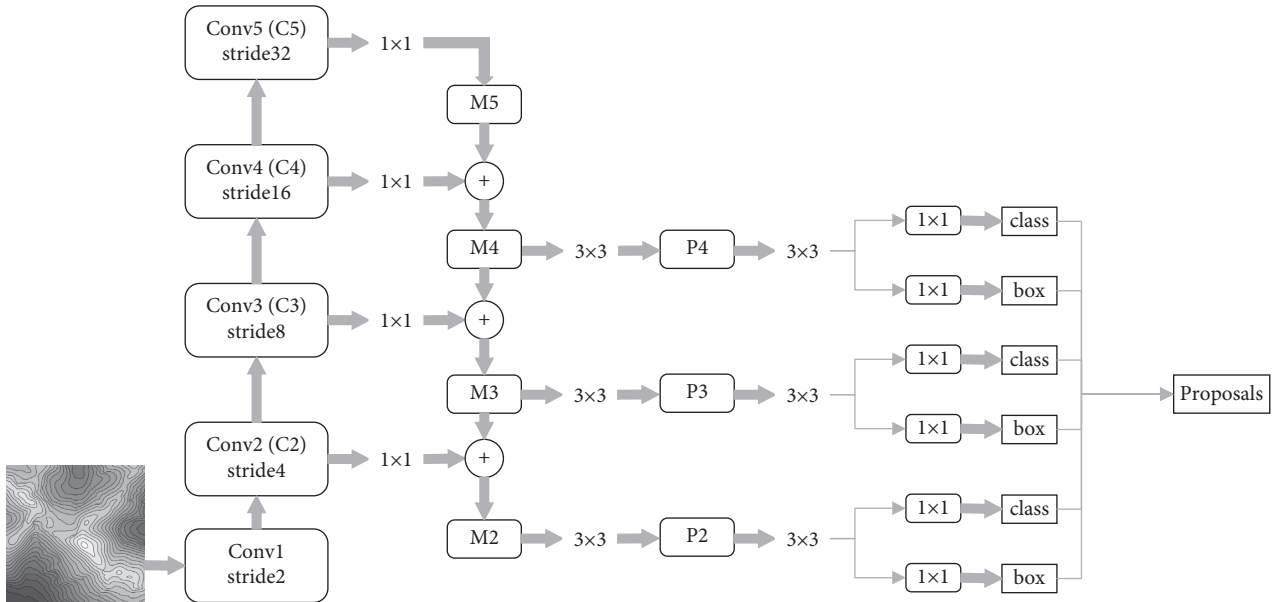 Conv5 (C5)
stride32
1×1
M5
Conv4 (C4)
stride16
1×1
+
M4
3×3
P4
3×3
1×1
class
1×1
box
Conv3 (C3)
stride8
1×1
+
M3
3×3
P3
3×3
1×1
class
1×1
box
Proposals
Conv2 (C2)
stride4
1×1
+
M2
3×3
P2
3×3
1×1
class
1×1
box
Conv1
stride2